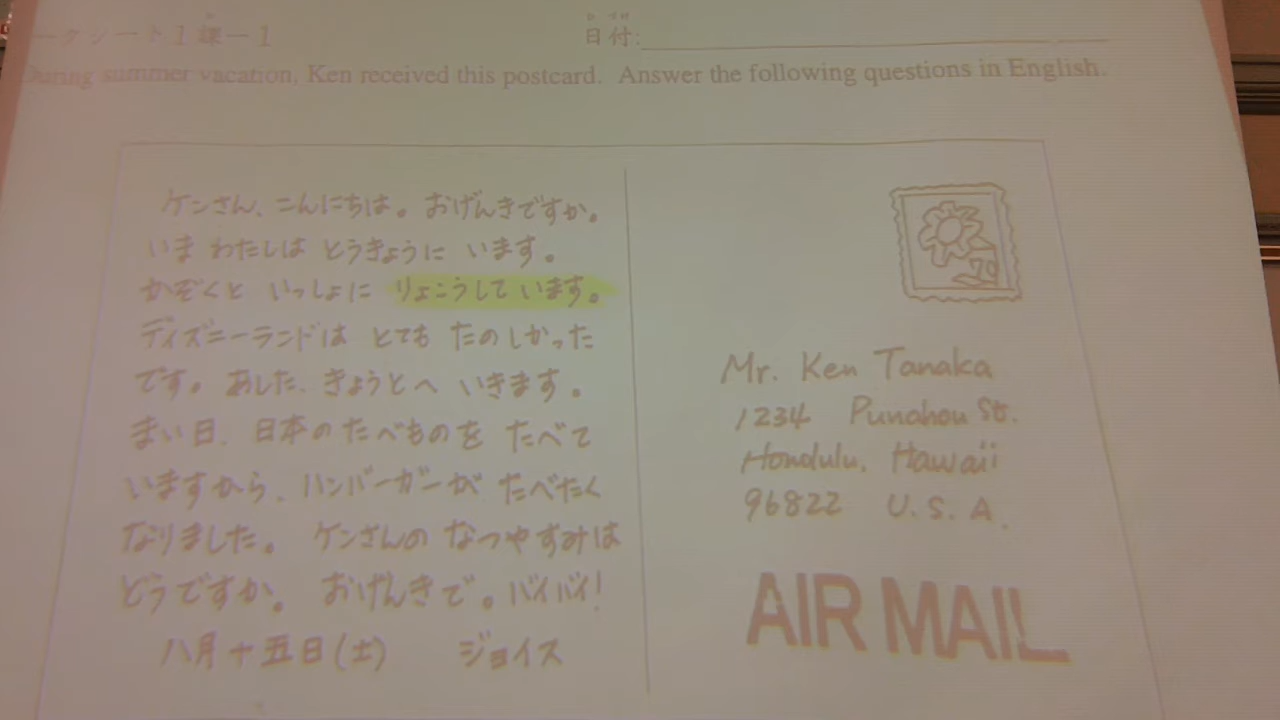 ークシート1課ー1
日付:
During summer vacation, Ken received this postcard. Answer the following questions in English.
ケンさん、こんにちは。おげんきですか。
いま わたしは とうきょうに います。
かぞくと いっしょに りょこうして います。
ディズニーランドは とても たのしかった
です。あした、きょうとへ いきます。
まい日、日本のたべものを たべて
いますから、ハンバーガーが たべたく
なりました。ケンさんの なつやすみは
どうですか。おげんきで。バイバイ!
八月十五日(土) ジョイス
70
Mr. Ken Tanaka
1234 Punahou St.
Honolulu, Hawaii
96822 U.S.A.
AIR MAIL